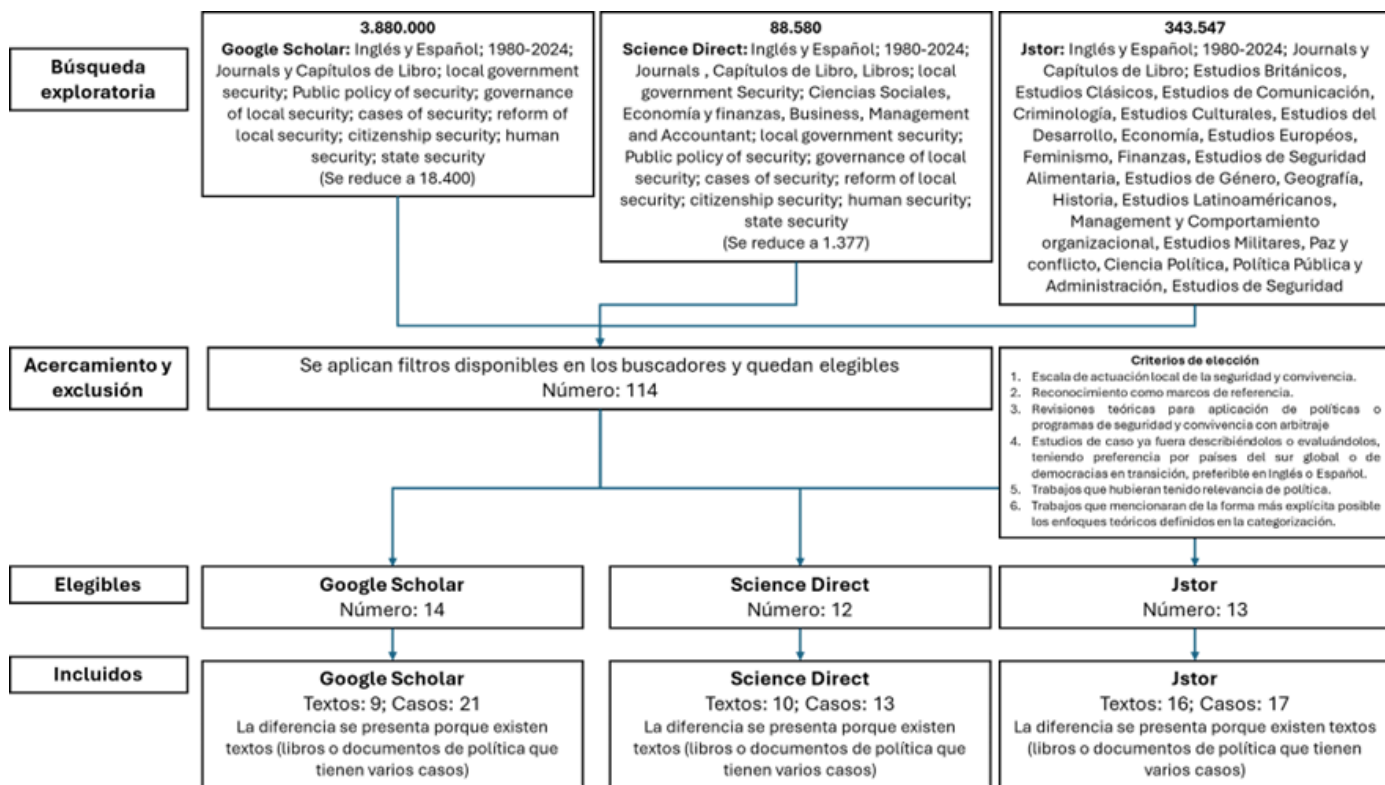 Búsqueda
exploratoria
3.880.000
Google Scholar: Inglés y Español; 1980-2024;
Journals y Capítulos de Libro; local government
security; Public policy of security; governance
of local security; cases of security; reform of
local security; citizenship security; human
security; state security
(Se reduce a 18.400)
88.580
Science Direct: Inglés y Español; 1980-2024;
Journals , Capítulos de Libro, Libros; local
government Security; Ciencias Sociales,
Economía y finanzas, Business, Management
and Accountant; local government security;
Public policy of security; governance of local
security; cases of security; reform of local
security; citizenship security; human security;
state security
(Se reduce a 1.377)
343.547
Jstor: Inglés y Español; 1980-2024; Journals y
Capítulos de Libro; Estudios Británicos,
Estudios Clásicos, Estudios de Comunicación,
Criminología, Estudios Culturales, Estudios del
Desarrollo, Economía, Estudios Européos,
Feminismo, Finanzas, Estudios de Seguridad
Alimentaria, Estudios de Género, Geografía,
Historia, Estudios Latinoaméricanos,
Management y Comportamiento
organizacional, Estudios Militares, Paz y
conflicto, Ciencia Política, Política Pública y
Administración, Estudios de Seguridad
Acercamiento y
exclusión
Se aplican filtros disponibles en los buscadores y quedan elegibles
Número: 114
Criterios de elección
1. Escala de actuación local de la seguridad y convivencia.
2. Reconocimiento como marcos de referencia.
3. Revisiones teóricas para aplicación de políticas o
programas de seguridad y convivencia con arbitraje
4. Estudios de caso ya fuera describiéndolos o evaluándolos,
teniendo preferencia por países del sur global o de
democracias en transición, preferible en Inglés o Español.
5. Trabajos que hubieran tenido relevancia de política.
6. Trabajos que mencionaran de la forma más explícita posible
los enfoques teóricos definidos en la categorización.
Elegibles
Google Scholar
Número: 14
Science Direct
Número: 12
Jstor
Número: 13
Incluidos
Google Scholar
Textos: 9; Casos: 21
La diferencia se presenta porque existen
textos (libros o documentos de política que
tienen varios casos)
Science Direct
Textos: 10; Casos: 13
La diferencia se presenta porque existen
textos (libros o documentos de política que
tienen varios casos)
Jstor
Textos: 16; Casos: 17
La diferencia se presenta porque existen
textos (libros o documentos de política que tienen
varios casos)